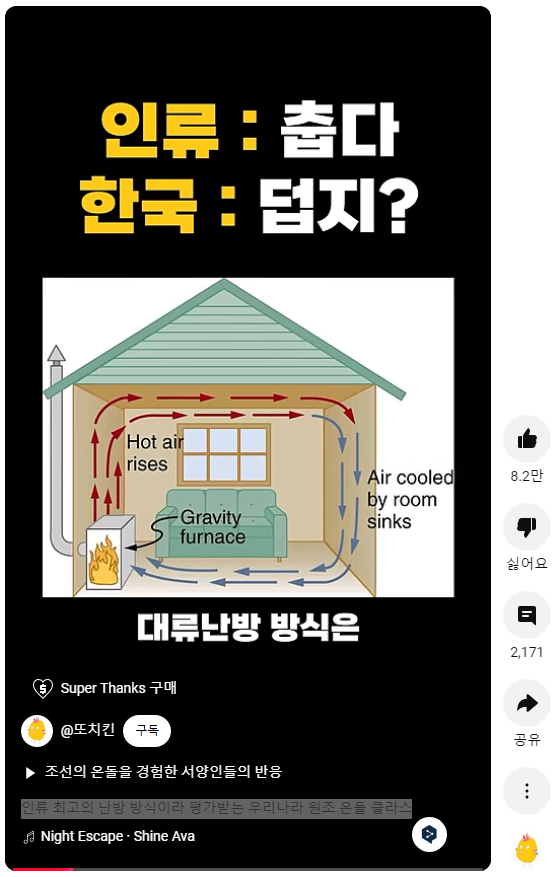 인류 : 춥다
한국 : 덥지?
Hot air
rises
Air cooled
by room
sinks
Gravity
furnace
대류난방 방식은
8.2만
싫어요
2,171
공유
Super Thanks 구매
@또치킨
구독
조선의 온돌을 경험한 서양인들의 반응
인류 최고의 난방 방식이라 평가받는 우리나라 원조 온돌 클라스
Night Escape · Shine Ava